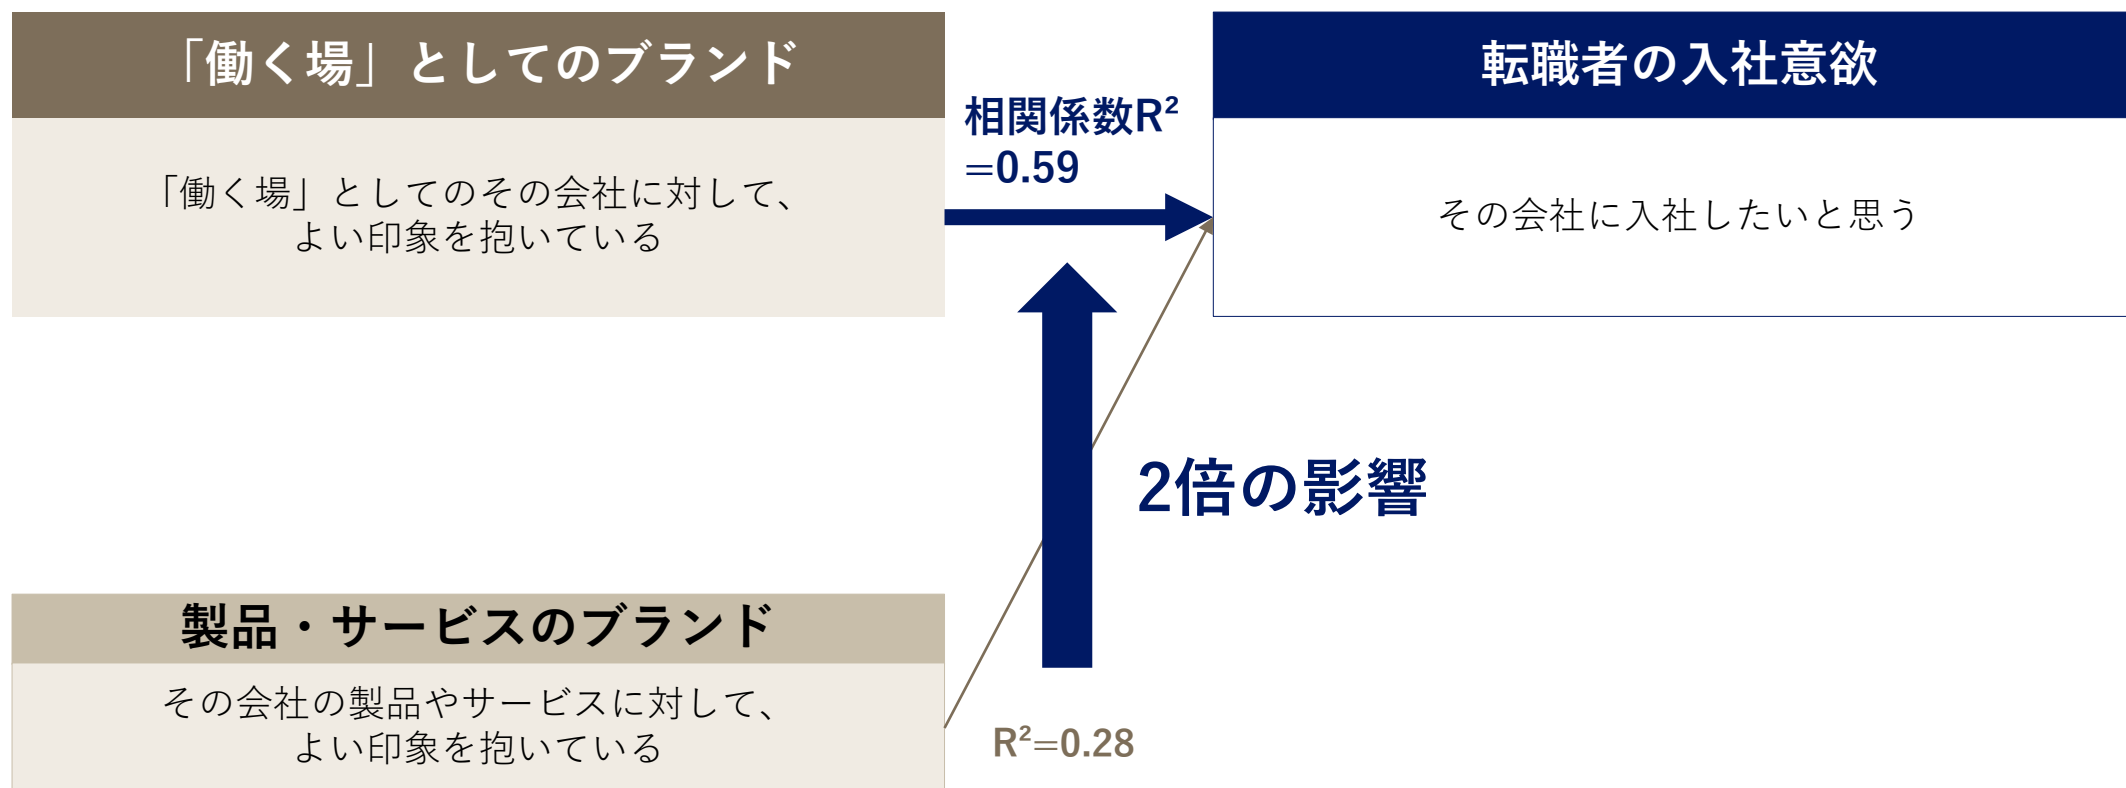 「働く場」としてのブランド
「働く場」としてのその会社に対して、
よい印象を抱いている
相関係数R²
=0.59
転職者の入社意欲
その会社に入社したいと思う
2倍の影響
製品・サービスのブランド
その会社の製品やサービスに対して、
よい印象を抱いている
R²=0.28